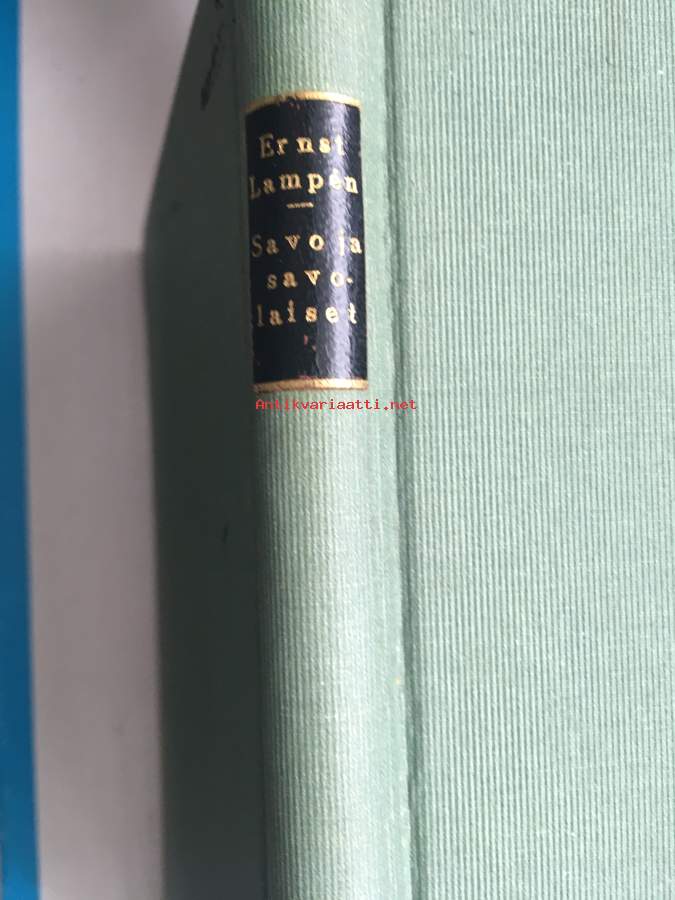 Ernst
Lampén
Savo ja
savo-
laiset
Antikvariaatti.net